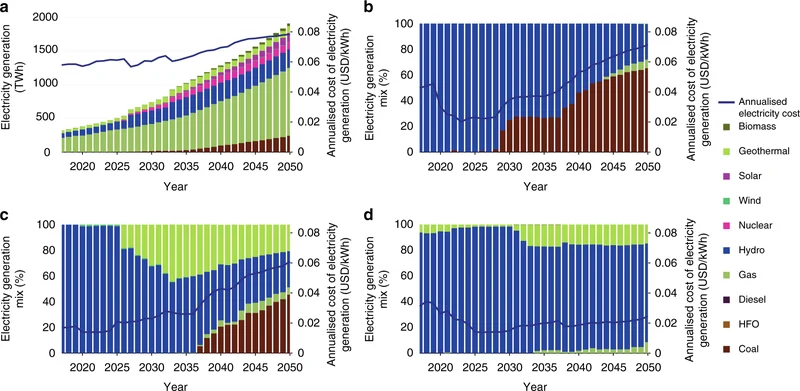 a
Electricity generation
(TWh)
2000
1500
1000
500
0
0.08
0.06
0.04
0.02
0
Annualised cost of electricity
generation (USD/kWh)
2020 2025 2030 2035 2040 2045 2050
Year
b
Electricity generation
mix (%)
100
80
60
40
20
0
0.08
0.06
0.04
0.02
0
Annualised cost of electricity
generation (USD/kWh)
2020 2025 2030 2035 2040 2045 2050
Year
Annualised
electricity cost
Biomass
Geothermal
Solar
Wind
Nuclear
Hydro
Gas
Diesel
HFO
Coal
c
Electricity generation
mix (%)
100
80
60
40
20
0
0.08
0.06
0.04
0.02
0
Annualised cost of electricity
generation (USD/kWh)
2020 2025 2030 2035 2040 2045 2050
Year
d
Electricity generation
mix (%)
100
80
60
40
20
0
0.08
0.06
0.04
0.02
0
Annualised cost of electricity
generation (USD/kWh)
2020 2025 2030 2035 2040 2045 2050
Year